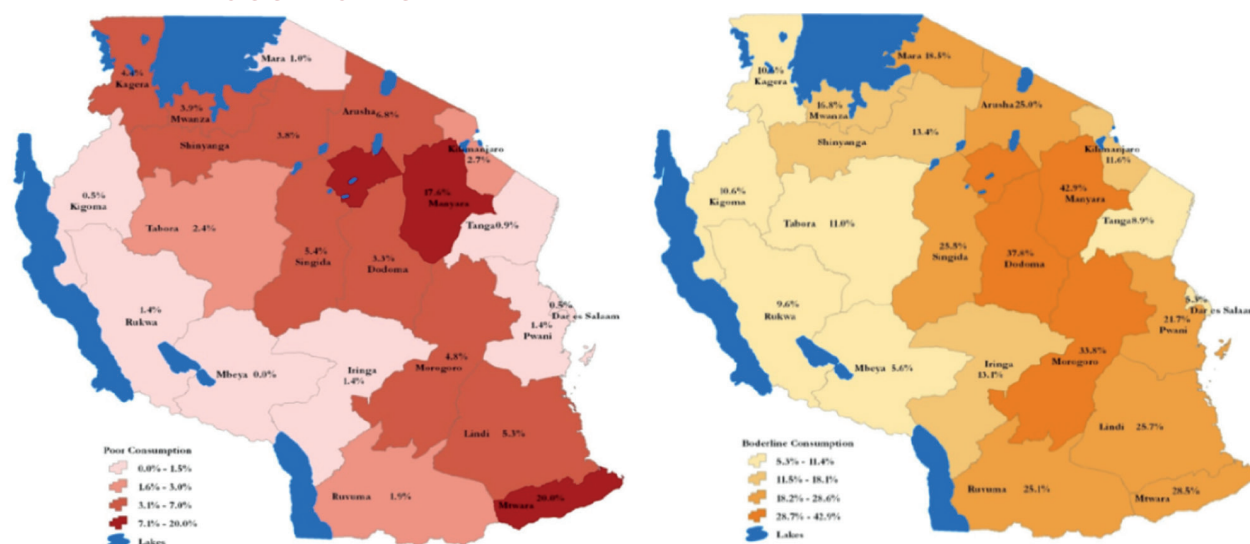 Mara 1.0%
4.4%
Kagera
3.9%
Mwanza
Arusha 6.8%
3.8%
Shinyanga
Kilimanjaro
2.7%
17.6%
Manyara
0.5%
Kigoma
Tabora 2.4%
Tanga 0.9%
5.4%
Singida
3.3%
Dodoma
1.4%
Rukwa
0.5%
Dar es Salaam
1.4%
Pwani
4.8%
Morogoro
Mbeya 0.0%
Iringa
1.4%
Lindi 5.3%
Ruvuma 1.9%
20.0%
Mtwara
Poor Consumption
0.0% - 1.5%
1.6% - 3.0%
3.1% - 7.0%
7.1% - 20.0%
Lakes
Mara 18.5%
Kagera
16.8%
Mwanza
Arusha 25.0%
13.4%
Shinyanga
Kilimanjaro
11.6%
42.9%
Manyara
10.6%
Kigoma
Tabora 11.0%
Tanga 8.9%
25.5%
Singida
Dodoma
9.6%
Rukwa
5.3%
Dar es Salaam
21.7%
Pwani
33.8%
Morogoro
Mbeya 5.6%
Iringa
13.1%
Lindi 25.7%
Ruvuma 25.1%
28.5%
Mtwara
Boderline Consumption
5.3% - 11.4%
11.5% - 18.1%
18.2% - 28.6%
28.7% - 42.9%
Lakes